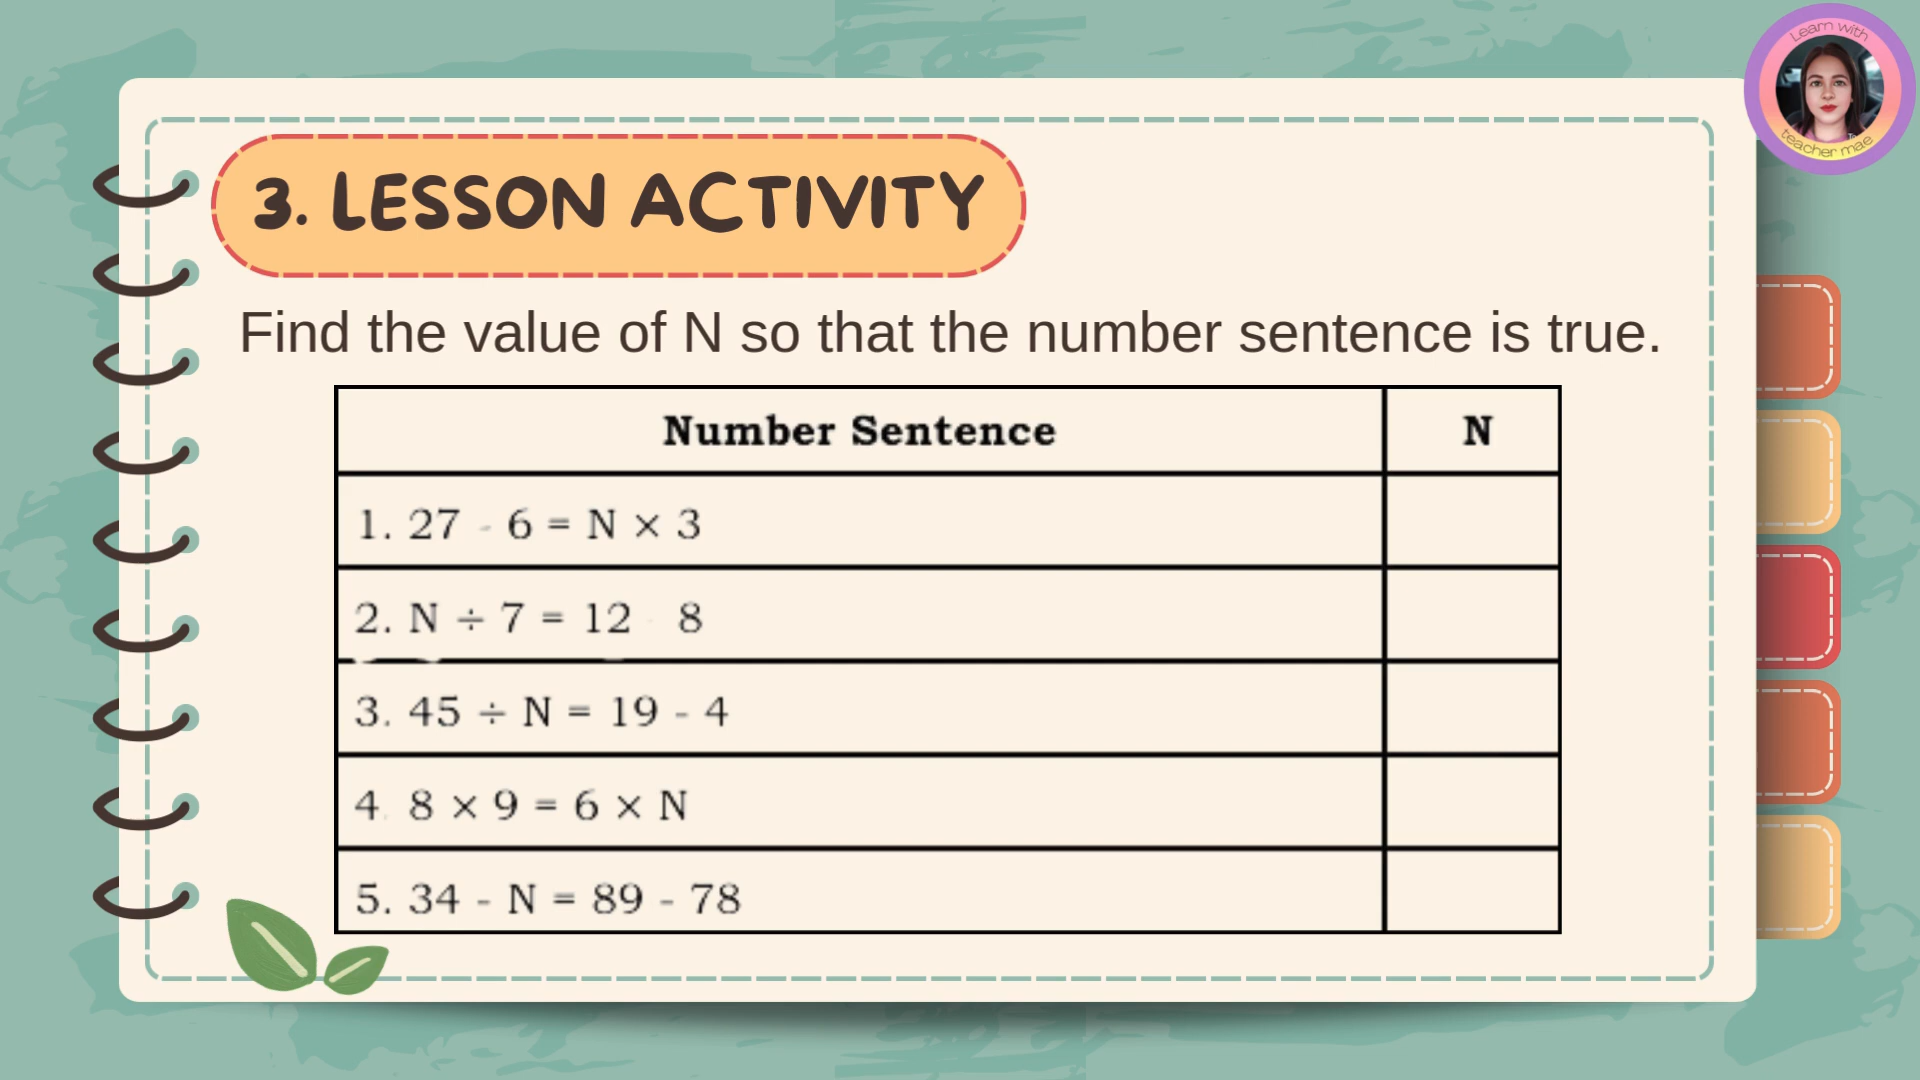 Learn with
teacher mae
3. LESSON ACTIVITY
Find the value of N so that the number sentence is true.
Number Sentence N
1. 27 - 6 = N × 3
2. N ÷ 7 = 12 - 8
3. 45 ÷ N = 19 - 4
4. 8 × 9 = 6 × N
5. 34 - N = 89 - 78